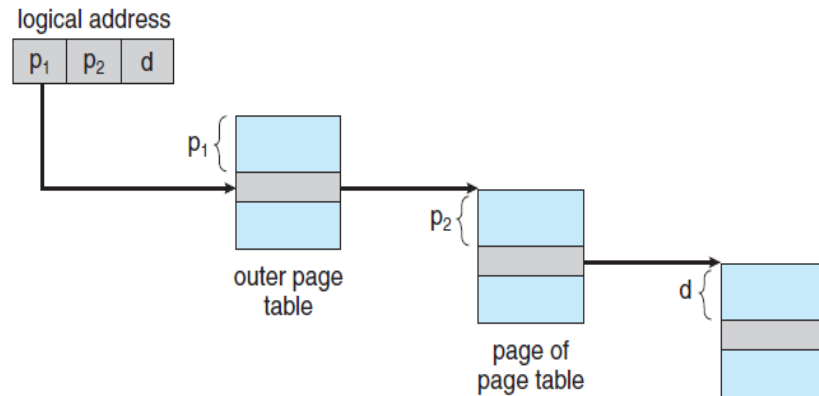 logical address
p₁ p₂ d
p₁
outer page
table
p₂
page of
page table
d